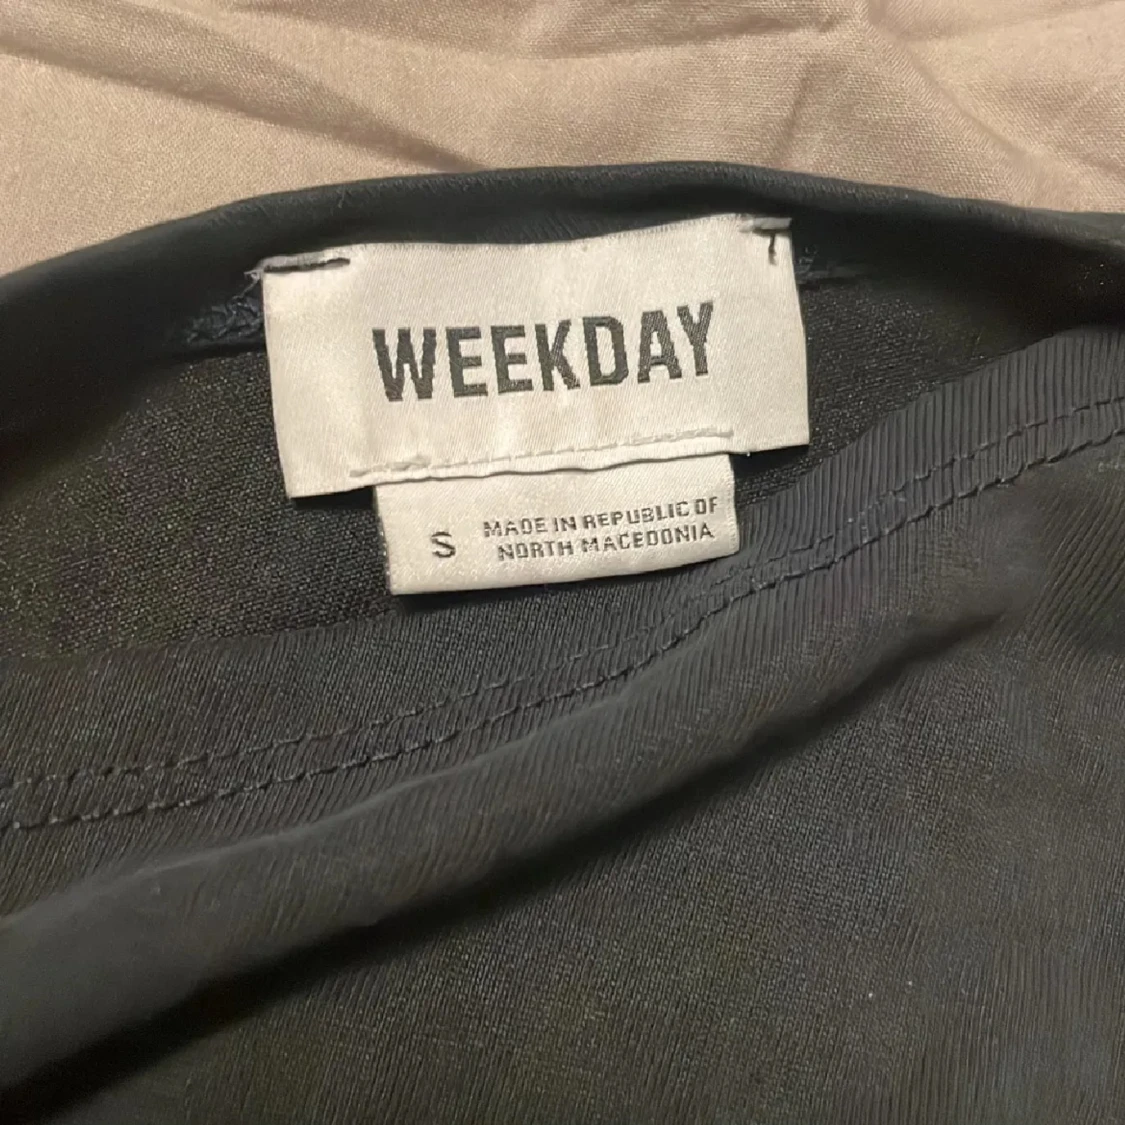 WEEKDAY
S
MADE IN REPUBLIC OF
NORTH MACEDONIA